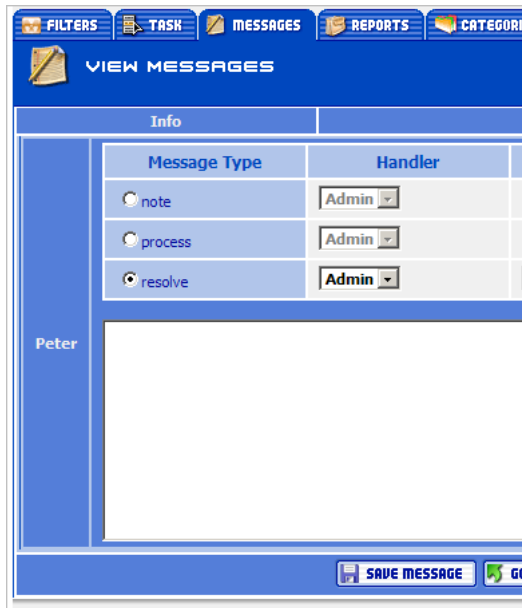 FILTERS TASK MESSAGES REPORTS
VIEW MESSAGES
Info
Message Type Handler
note Admin
process Admin
resolve Admin
Peter
SAVE MESSAGE